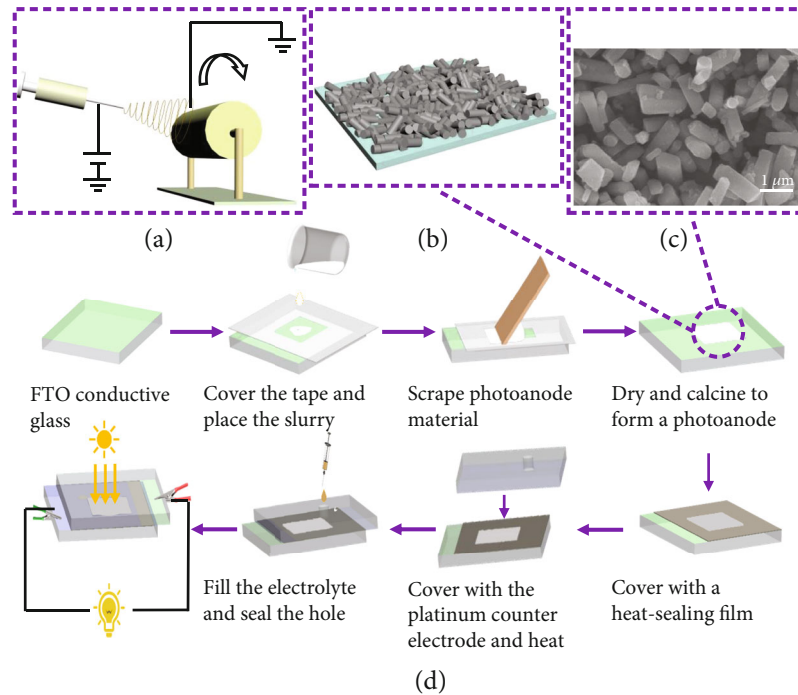 1 μm
(a)
(b)
(c)
FTO conductive
glass
Cover the tape and
place the slurry
Scrape photoanode
material
Dry and calcine to
form a photoanode
Fill the electrolyte
and seal the hole
Cover with the
platinum counter
electrode and heat
Cover with a
heat-sealing film
(d)